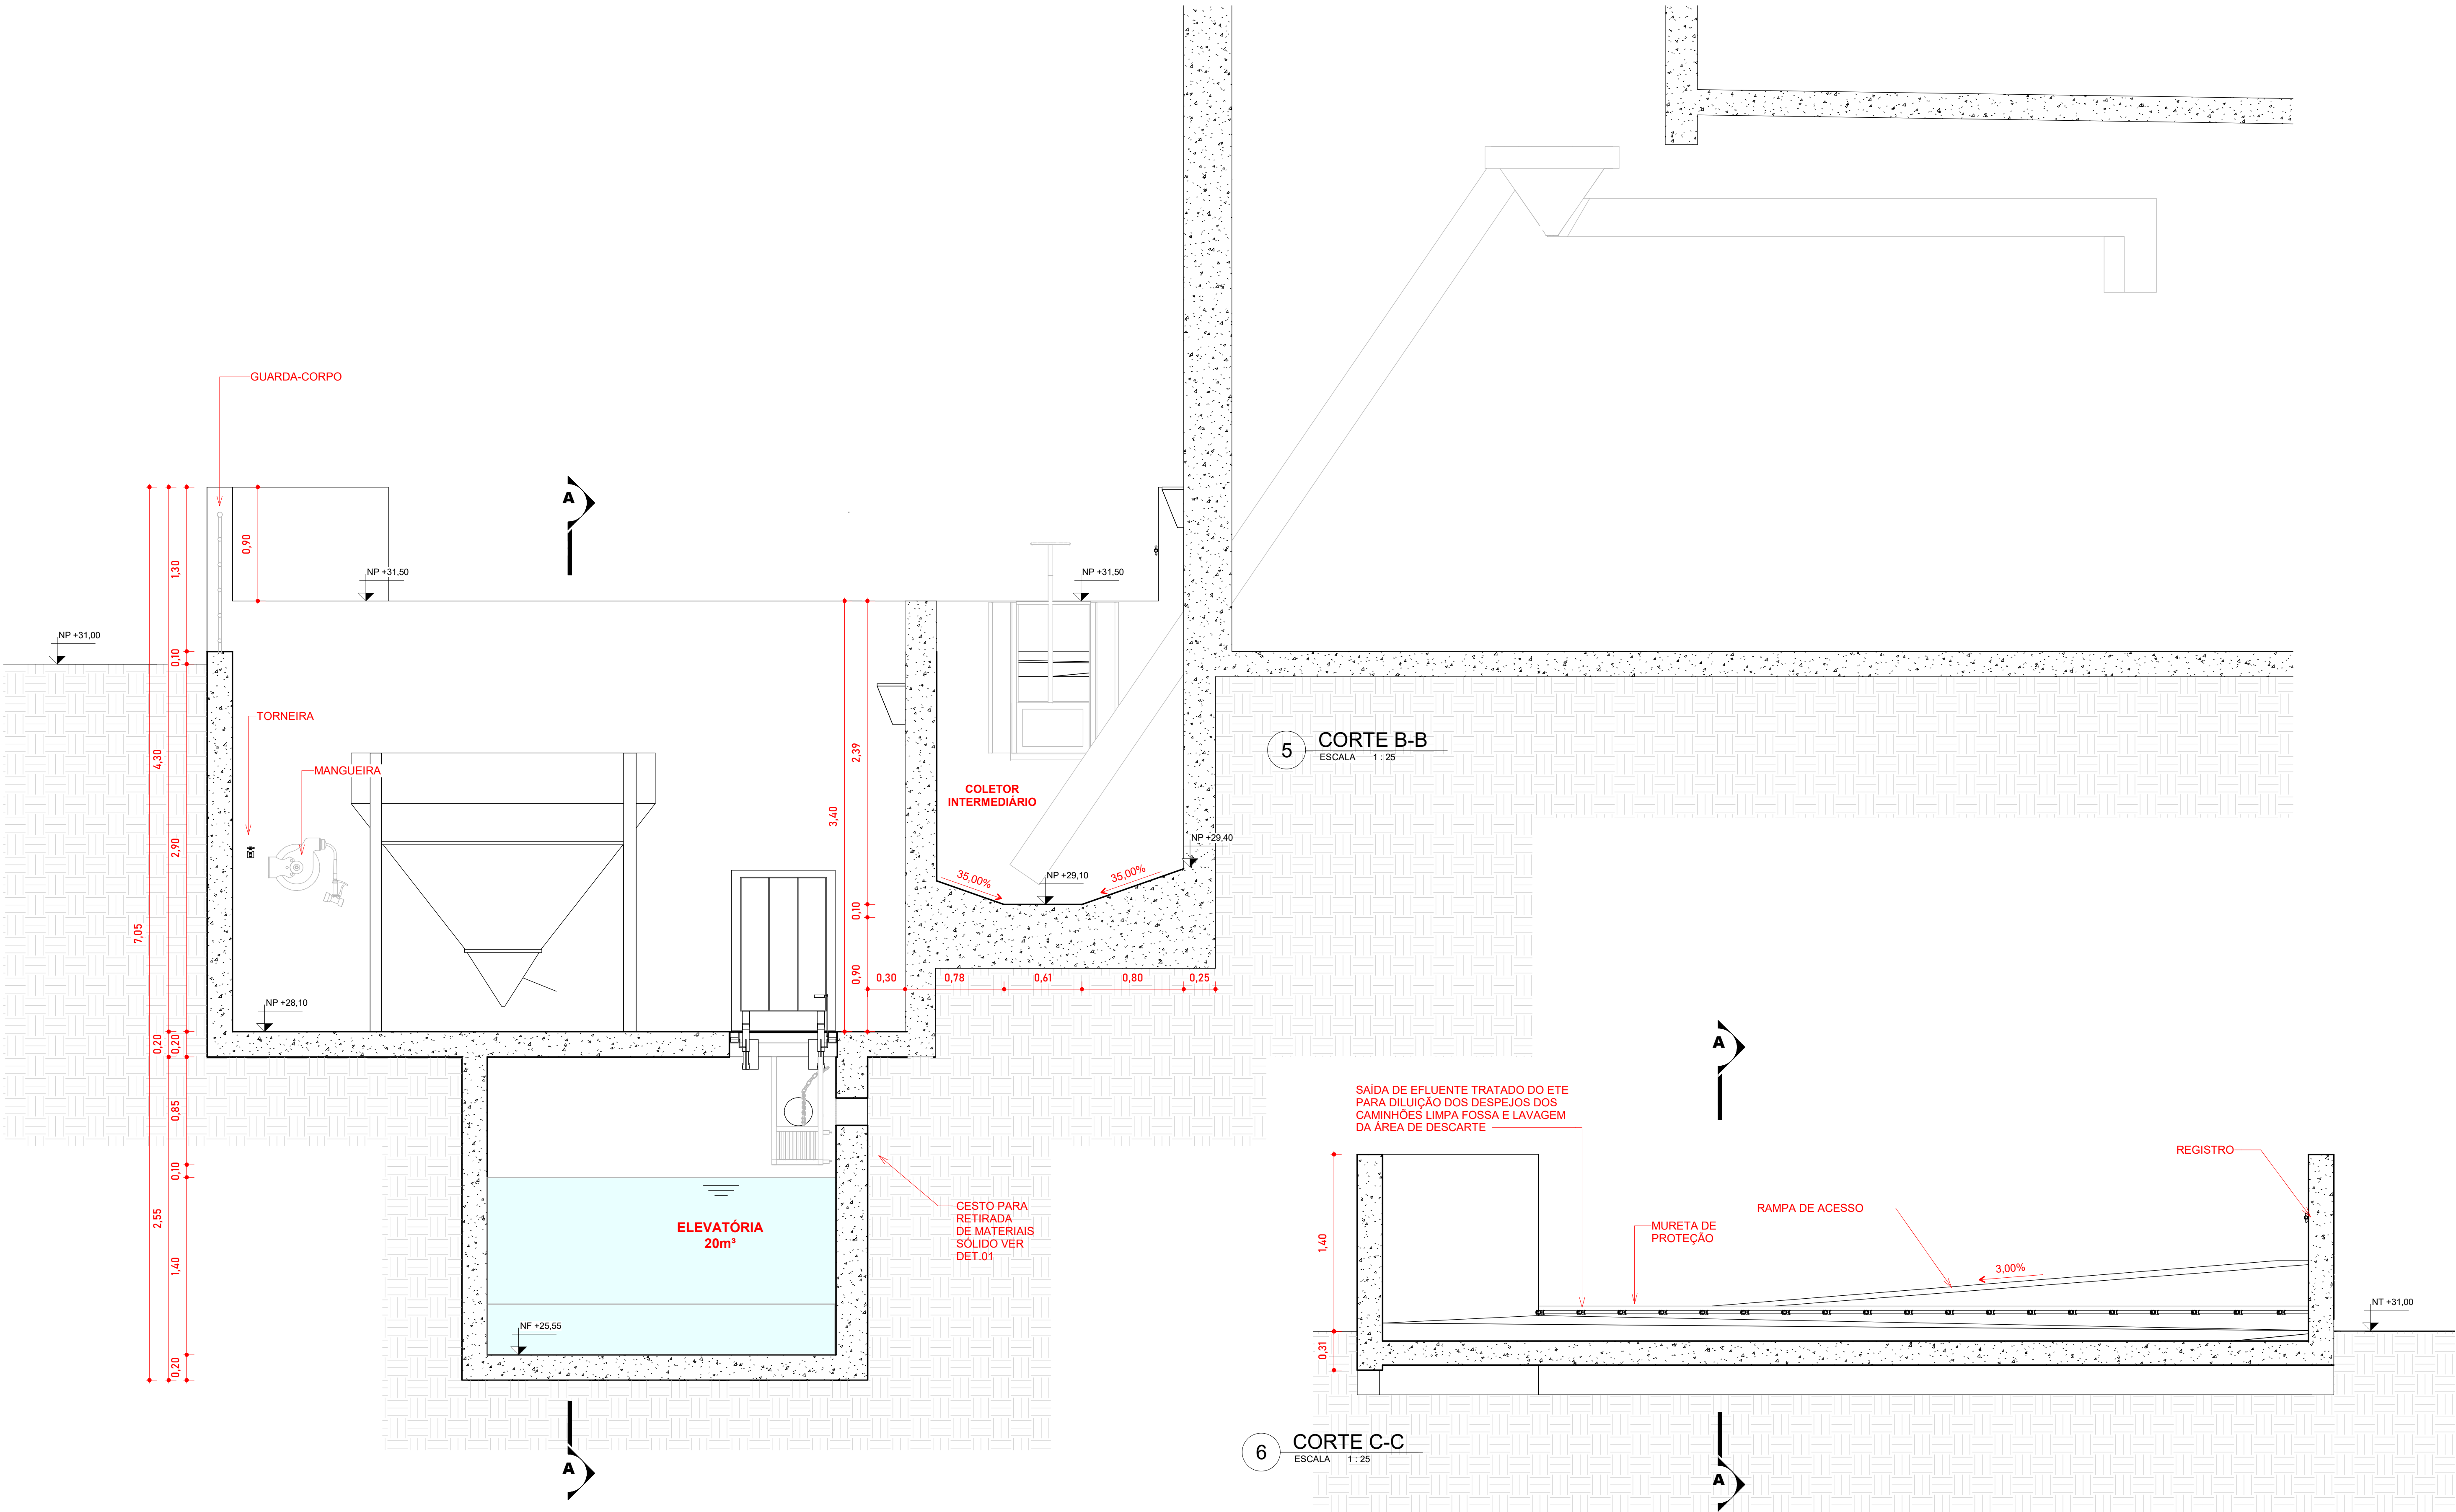 GUARDA-CORPO
A
0,90
1,30
NP +31,50
NP +31,50
NP +31,00
0,10
TORNEIRA
MANGUEIRA
4,30
2,90
7,05
2,39
3,40
COLETOR
INTERMEDIÁRIO
5
CORTE B-B
ESCALA 1 : 25
NP +29,40
35,00%
NP +29,10
35,00%
0,10
0,90
0,30
0,78
0,61
0,80
0,25
NP +28,10
0,20
0,20
0,85
0,10
2,55
1,40
0,20
ELEVATÓRIA
20m³
NF +25,55
CESTO PARA
RETIRADA
DE MATERIAIS
SÓLIDO VER
DET.01
A
A
SAÍDA DE EFLUENTE TRATADO DO ETE
PARA DILUIÇÃO DOS DESPEJOS DOS
CAMINHÕES LIMPA FOSSA E LAVAGEM
DA ÁREA DE DESCARTE
REGISTRO
RAMPA DE ACESSO
MURETA DE
PROTEÇÃO
1,40
3,00%
NT +31,00
0,31
6
CORTE C-C
ESCALA 1 : 25
A